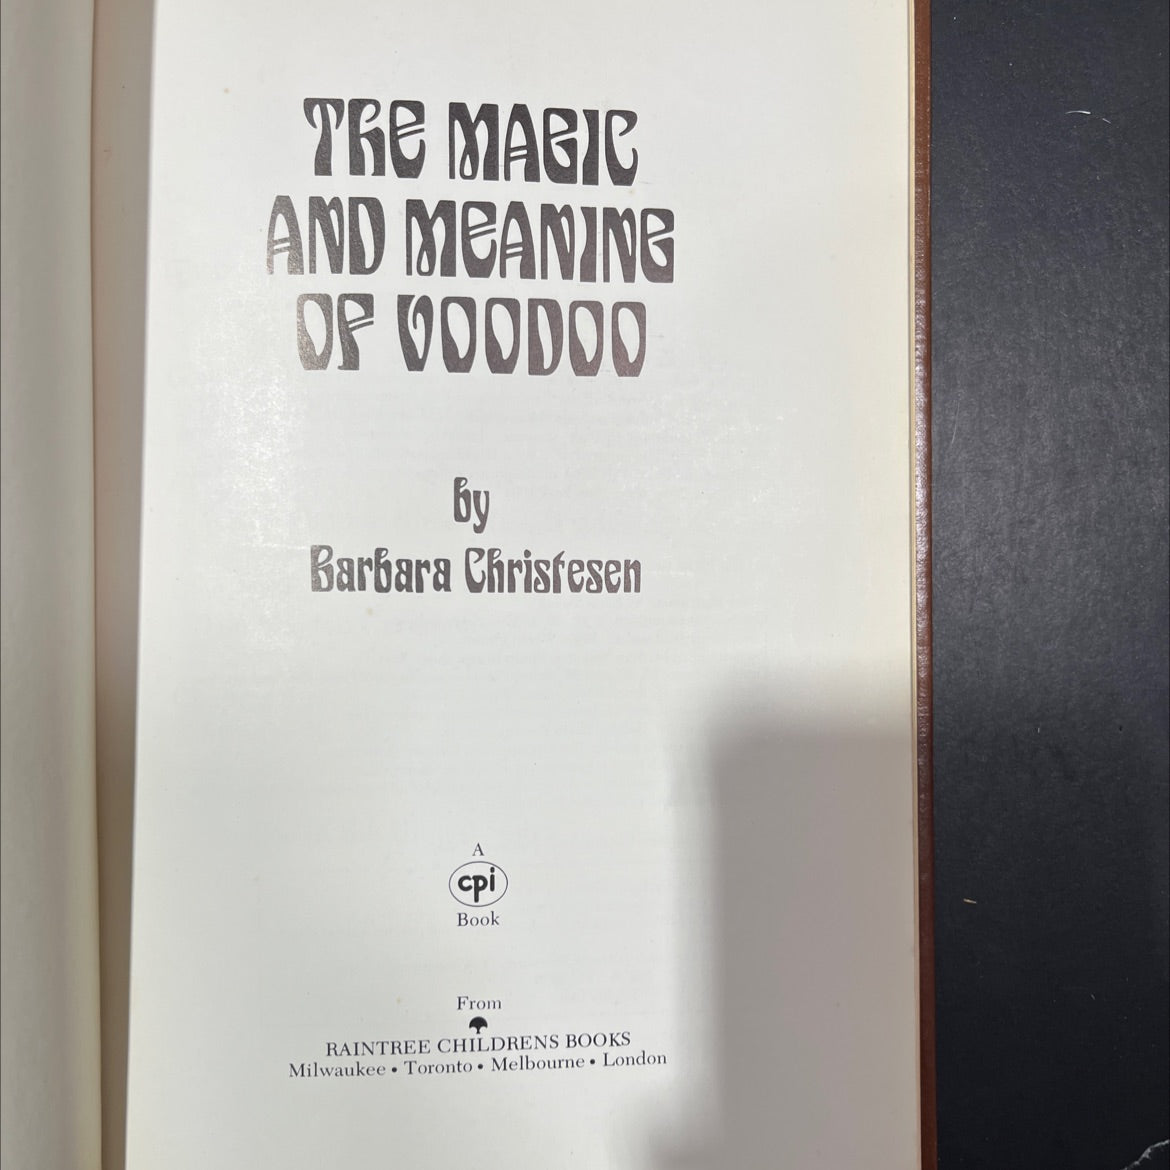 THE MAGIC
AND MEANING
OF VOODOO
by
Barbara Christesen
A
cpi
Book
From
RAINTREE CHILDRENS BOOKS
Milwaukee • Toronto • Melbourne • London